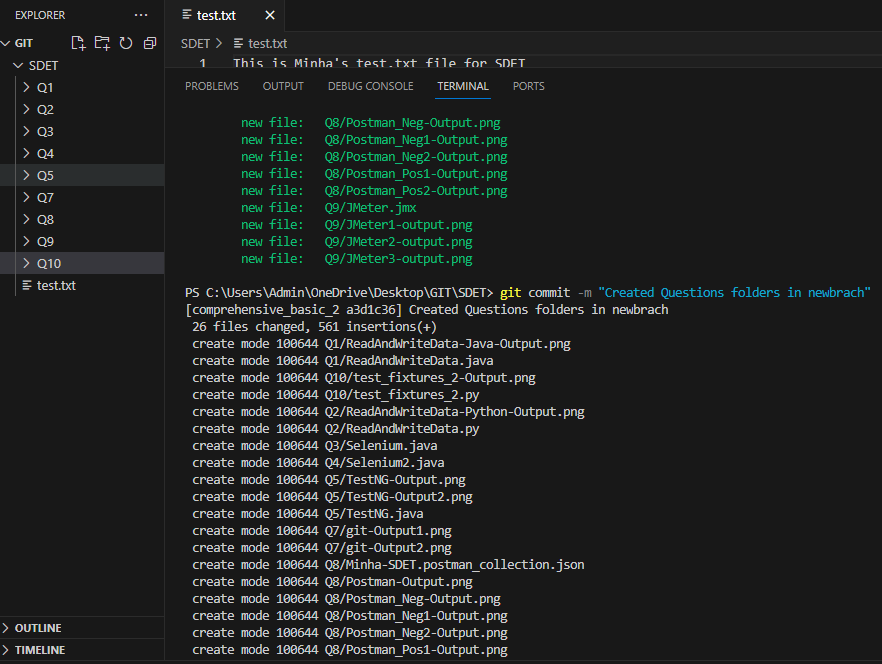 EXPLORER
test.txt
GIT
SDET
Q1
Q2
Q3
Q4
Q5
Q7
Q8
Q9
Q10
test.txt
OUTLINE
TIMELINE
SDET > test.txt
1 This is Minha's test.txt file for SDET
PROBLEMS OUTPUT DEBUG CONSOLE TERMINAL PORTS
new file: Q8/Postman_Neg-Output.png
new file: Q8/Postman_Neg1-Output.png
new file: Q8/Postman_Neg2-Output.png
new file: Q8/Postman_Pos1-Output.png
new file: Q8/Postman_Pos2-Output.png
new file: Q9/JMeter.jmx
new file: Q9/JMeter1-output.png
new file: Q9/JMeter2-output.png
new file: Q9/JMeter3-output.png
PS C:\Users\Admin\OneDrive\Desktop\GIT\SDET> git commit -m "Created Questions folders in newbrach"
[comprehensive_basic_2 a3d1c36] Created Questions folders in newbrach
26 files changed, 561 insertions(+)
create mode 100644 Q1/ReadAndWriteData-Java-Output.png
create mode 100644 Q1/ReadAndWriteData.java
create mode 100644 Q10/test_fixtures_2-Output.png
create mode 100644 Q10/test_fixtures_2.py
create mode 100644 Q2/ReadAndWriteData-Python-Output.png
create mode 100644 Q2/ReadAndWriteData.py
create mode 100644 Q3/Selenium.java
create mode 100644 Q4/Selenium2.java
create mode 100644 Q5/TestNG-Output.png
create mode 100644 Q5/TestNG-Output2.png
create mode 100644 Q5/TestNG.java
create mode 100644 Q7/git-Output1.png
create mode 100644 Q7/git-Output2.png
create mode 100644 Q8/Minha-SDET.postman_collection.json
create mode 100644 Q8/Postman-Output.png
create mode 100644 Q8/Postman_Neg-Output.png
create mode 100644 Q8/Postman_Neg1-Output.png
create mode 100644 Q8/Postman_Neg2-Output.png
create mode 100644 Q8/Postman_Pos1-Output.png